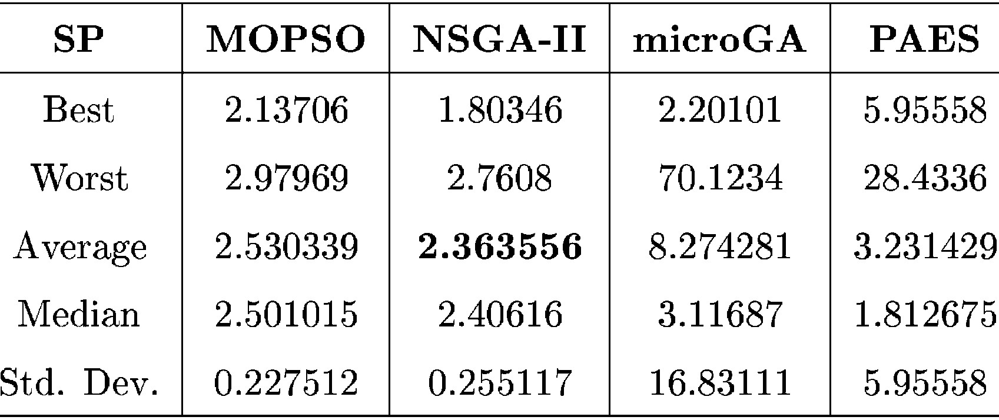 SP MOPSO NSGA-II microGA PAES
Best 2.13706 1.80346 2.20101 5.95558
Worst 2.97969 2.7608 70.1234 28.4336
Average 2.530339 2.363556 8.274281 3.231429
Median 2.501015 2.40616 3.11687 1.812675
Std. Dev. 0.227512 0.255117 16.83111 5.95558